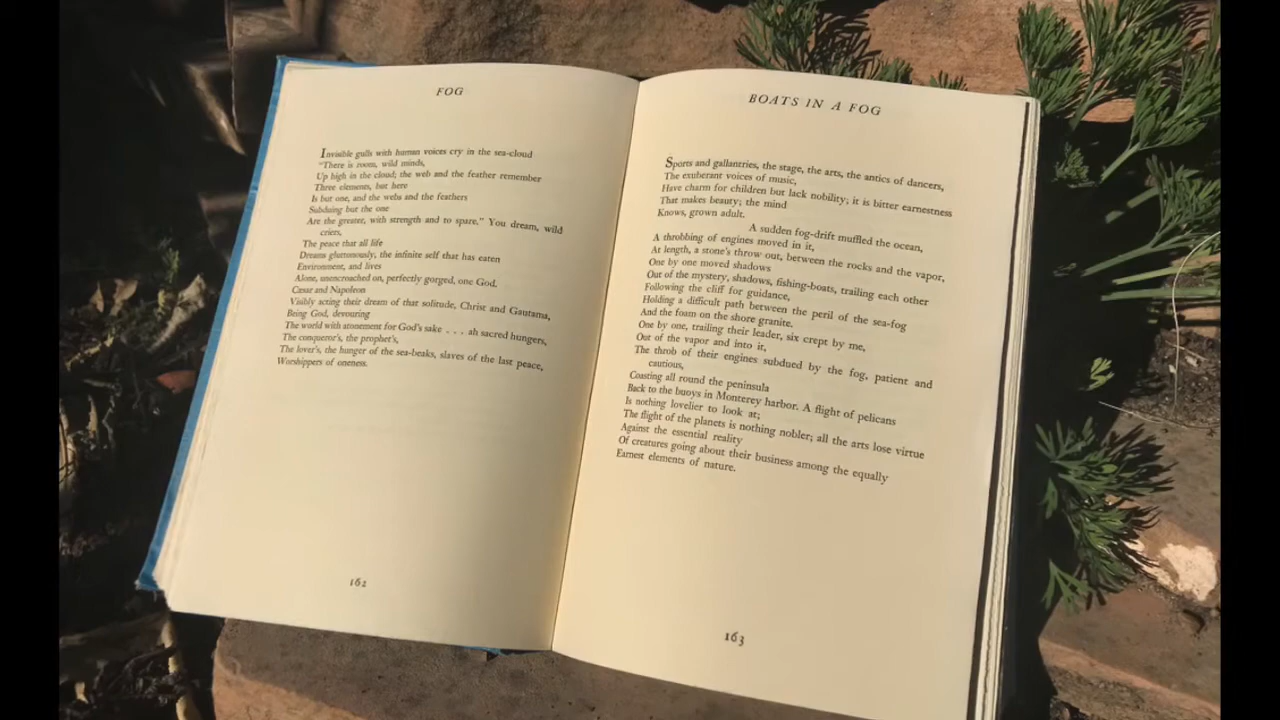 FOG
Invisible gulls with human voices cry in the sea-cloud
"There is room, wild minds,
Up high in the cloud; the web and the feather remember
Three elements, but here
Is but one, and the webs and the feathers
Subduing but the one
Are the greater, with strength and to spare." You dream, wild
criers,
The peace that all life
Dreams gluttonously, the infinite self that has eaten
Environment, and lives
Alone, unencroached on, perfectly gorged, one God.
Cæsar and Napoleon
Visibly acting their dream of that solitude, Christ and Gautama,
Being God, devouring
The world with atonement for God's sake . . . ah sacred hungers,
The conqueror's, the prophet's,
The lover's, the hunger of the sea-beaks, slaves of the last peace,
Worshippers of oneness.
162
BOATS IN A FOG
Sports and gallantries, the stage, the arts, the antics of dancers,
The exuberant voices of music,
Have charm for children but lack nobility; it is bitter earnestness
That makes beauty; the mind
Knows, grown adult.
A sudden fog-drift muffled the ocean,
A throbbing of engines moved in it,
At length, a stone's throw out, between the rocks and the vapor,
One by one moved shadows
Out of the mystery, shadows, fishing-boats, trailing each other
Following the cliff for guidance,
Holding a difficult path between the peril of the sea-fog
And the foam on the shore granite.
One by one, trailing their leader, six crept by me,
Out of the vapor and into it,
The throb of their engines subdued by the fog, patient and
cautious,
Coasting all round the peninsula
Back to the buoys in Monterey harbor. A flight of pelicans
Is nothing lovelier to look at;
The flight of the planets is nothing nobler; all the arts lose virtue
Against the essential reality
Of creatures going about their business among the equally
Earnest elements of nature.
163